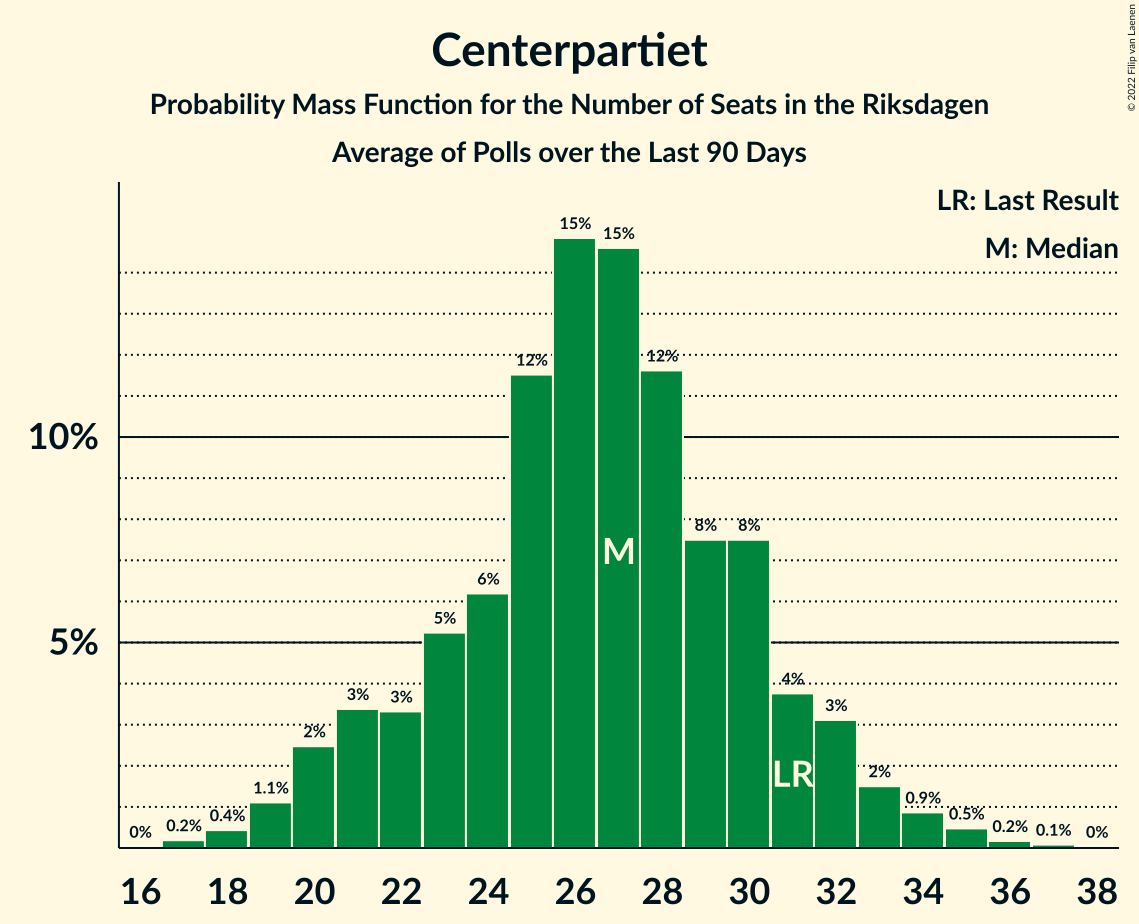 Centerpartiet
Probability Mass Function for the Number of Seats in the Riksdagen
Average of Polls over the Last 90 Days
© 2022 Filip van Laenen
LR: Last Result
M: Median
10%
5%
0%
0.2%
0.4%
1.1%
2%
3%
3%
5%
6%
12%
15%
15%
12%
8%
8%
4%
3%
2%
0.9%
0.5%
0.2%
0.1%
0%
M
LR
16 18 20 22 24 26 28 30 32 34 36 38